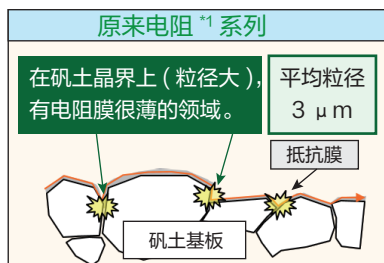 原来电阻 *1 系列
在矾土晶界上（粒径大），
有电阻膜很薄的领域。
平均粒径
3 μm
抵抗膜
矾土基板